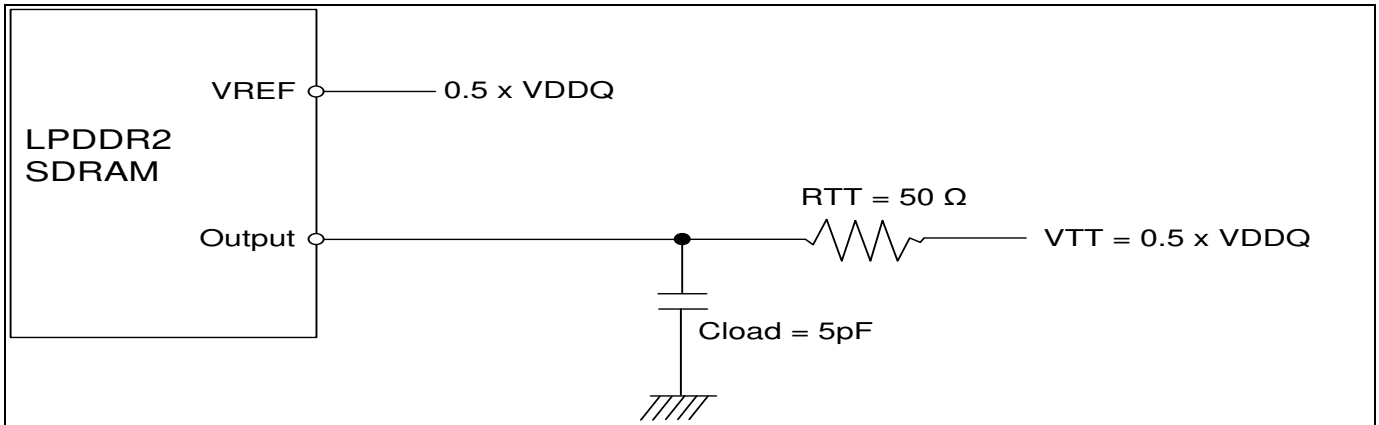 VREF
0.5 x VDDQ
LPDDR2
SDRAM
RTT = 50 Ω
Output
VTT = 0.5 x VDDQ
Cload = 5pF